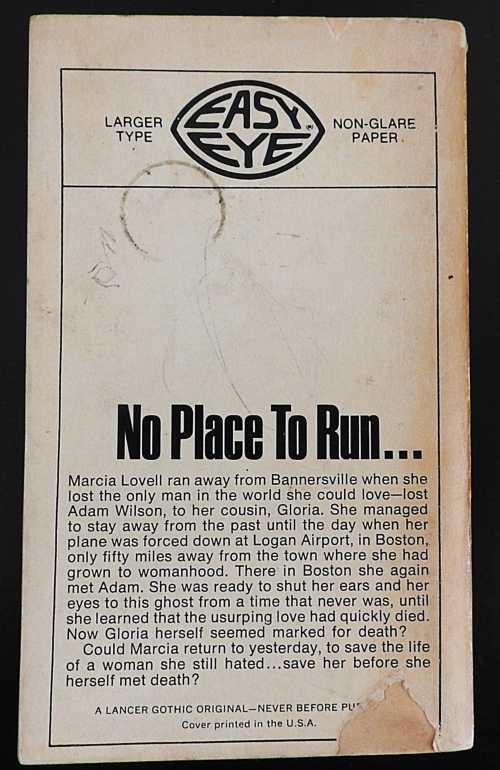 LARGER
TYPE
EASY
EYE
®
NON-GLARE
PAPER
No Place To Run...
Marcia Lovell ran away from Bannersville when she
lost the only man in the world she could love—lost
Adam Wilson, to her cousin, Gloria. She managed
to stay away from the past until the day when her
plane was forced down at Logan Airport, in Boston,
only fifty miles away from the town where she had
grown to womanhood. There in Boston she again
met Adam. She was ready to shut her ears and her
eyes to this ghost from a time that never was, until
she learned that the usurping love had quickly died.
Now Gloria herself seemed marked for death?
Could Marcia return to yesterday, to save the life
of a woman she still hated...save her before she
herself met death?
A LANCER GOTHIC ORIGINAL—NEVER BEFORE
Cover printed in the U.S.A.